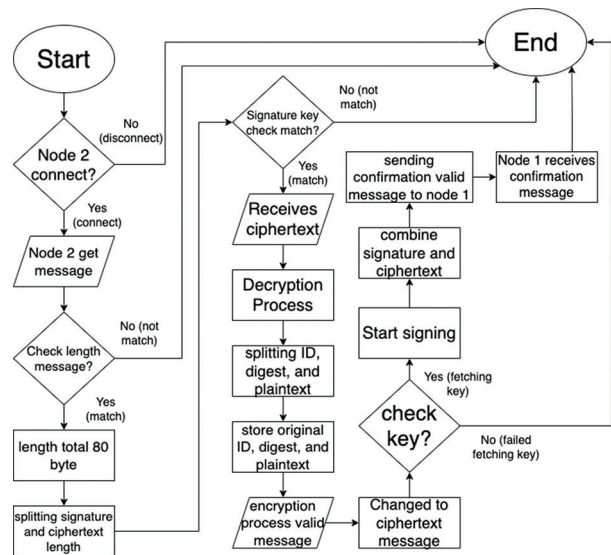 Start
No
(disconnect)
Node 2
connect?
Yes
(connect)
Node 2 get
message
No (not
match)
Check length
message?
Yes
(match)
length total 80
byte
splitting signature
and ciphertext
length
Signature key
check match?
No (not
match)
Yes
(match)
Receives
ciphertext
Decryption
Process
splitting ID,
digest, and
plaintext
store original
ID, digest, and
plaintext
encryption
process valid
message
Changed to
ciphertext
message
check
key?
No (failed
fetching key)
Yes (fetching
key)
Start signing
combine
signature and
ciphertext
sending
confirmation valid
message to node 1
Node 1 receives
confirmation
message
End